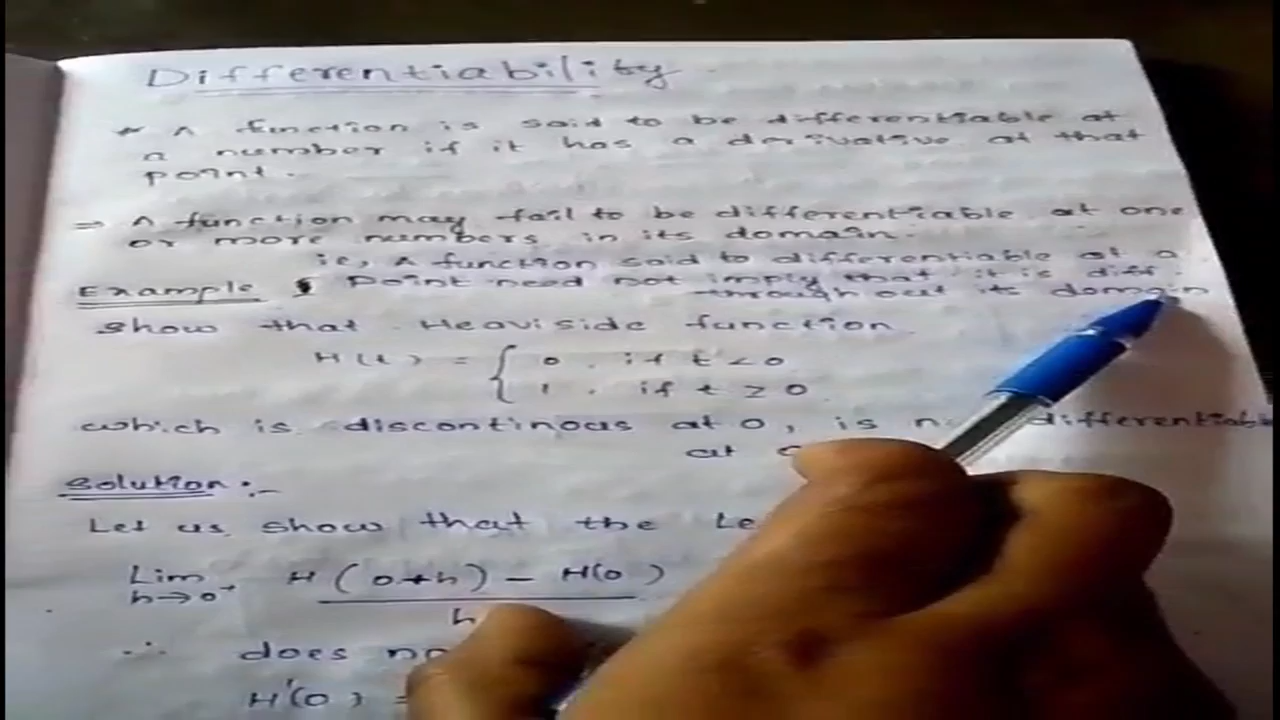 Differentiability
* A function is said to be differentiable at
a number if it has a derivative at that
point.
⇒ A function may fail to be differentiable at one
or more numbers in its domain.
ie, A function said to differentiable at a
Point need not imply that it is diff.
through out its domain
Example
Show that Heaviside function
H(t) = { 0 . if t < 0
1 . if t ≥ 0
which is discontinous at 0, is differentiable
at
Solution :-
Let us show that the
Lim H (0+h) - H(0)
h→0⁺ h
∴ does
H'(0) =